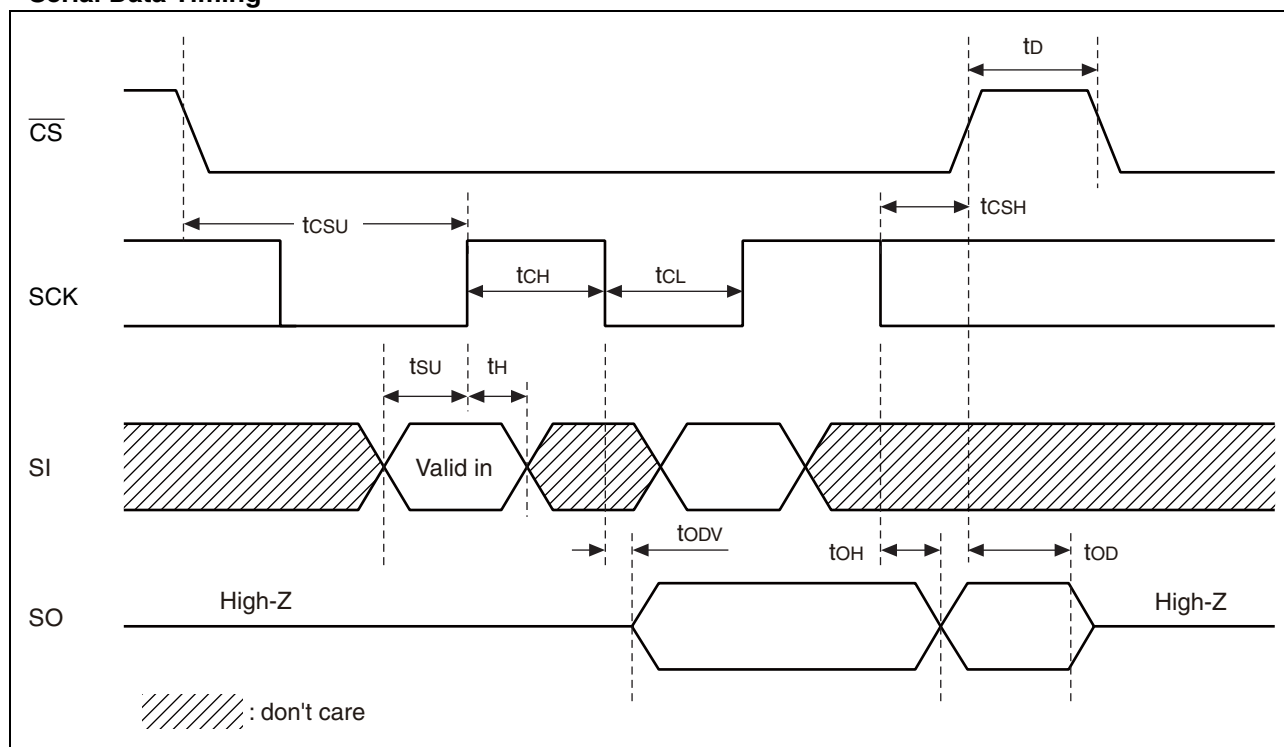 Serial Data Timing
tD
CS
tCSU
tCSH
SCK
tCH
tCL
tSU
tH
SI
Valid in
tODV
tOH
tOD
SO
High-Z
High-Z
: don't care